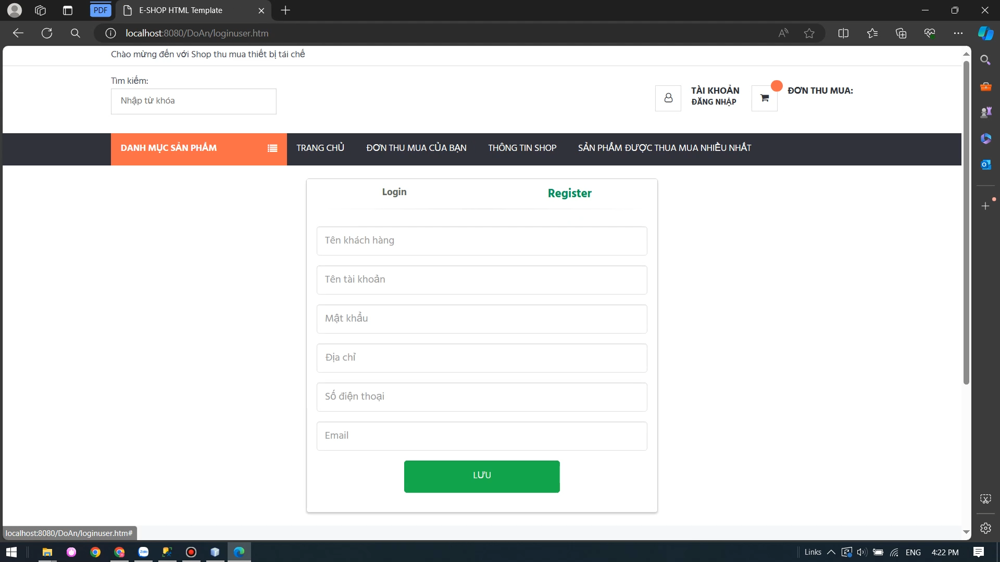 PDF
E-SHOP HTML Template
localhost:8080/DoAn/loginuser.htm
Chào mừng đến với Shop thu mua thiết bị tái chế
Tìm kiếm:
Nhập từ khóa
TÀI KHOẢN
ĐĂNG NHẬP
ĐƠN THU MUA:
DANH MỤC SẢN PHẨM
TRANG CHỦ
ĐƠN THU MUA CỦA BẠN
THÔNG TIN SHOP
SẢN PHẨM ĐƯỢC THUA MUA NHIỀU NHẤT
Login
Register
Tên khách hàng
Tên tài khoản
Mật khẩu
Địa chỉ
Số điện thoại
Email
LƯU
localhost:8080/DoAn/loginuser.htm#
Zalo
Links
ENG
4:22 PM